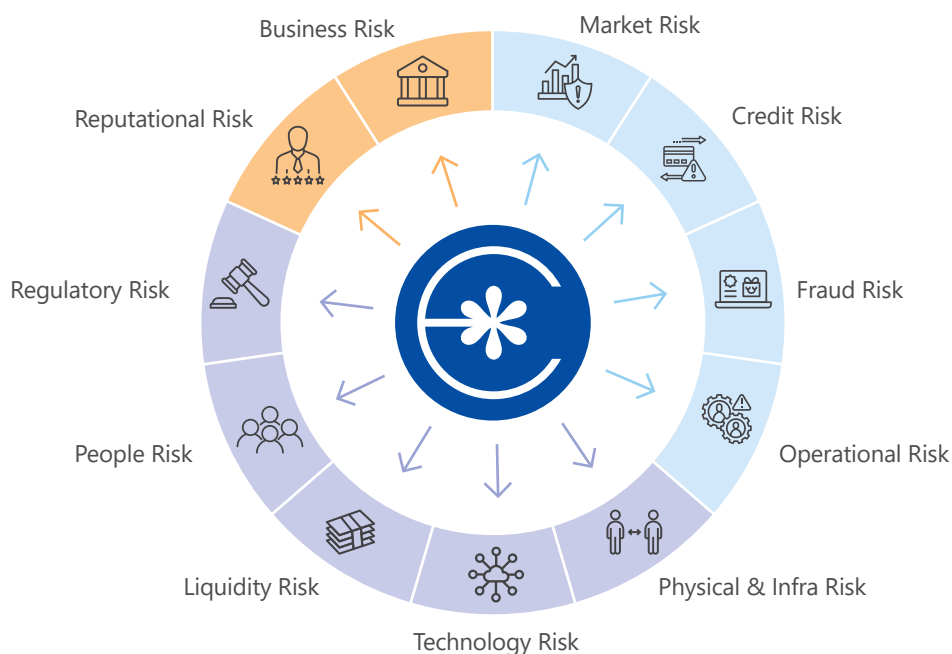 Business Risk
Market Risk
Reputational Risk
Credit Risk
Regulatory Risk
Fraud Risk
People Risk
Operational Risk
Liquidity Risk
Physical & Infra Risk
Technology Risk